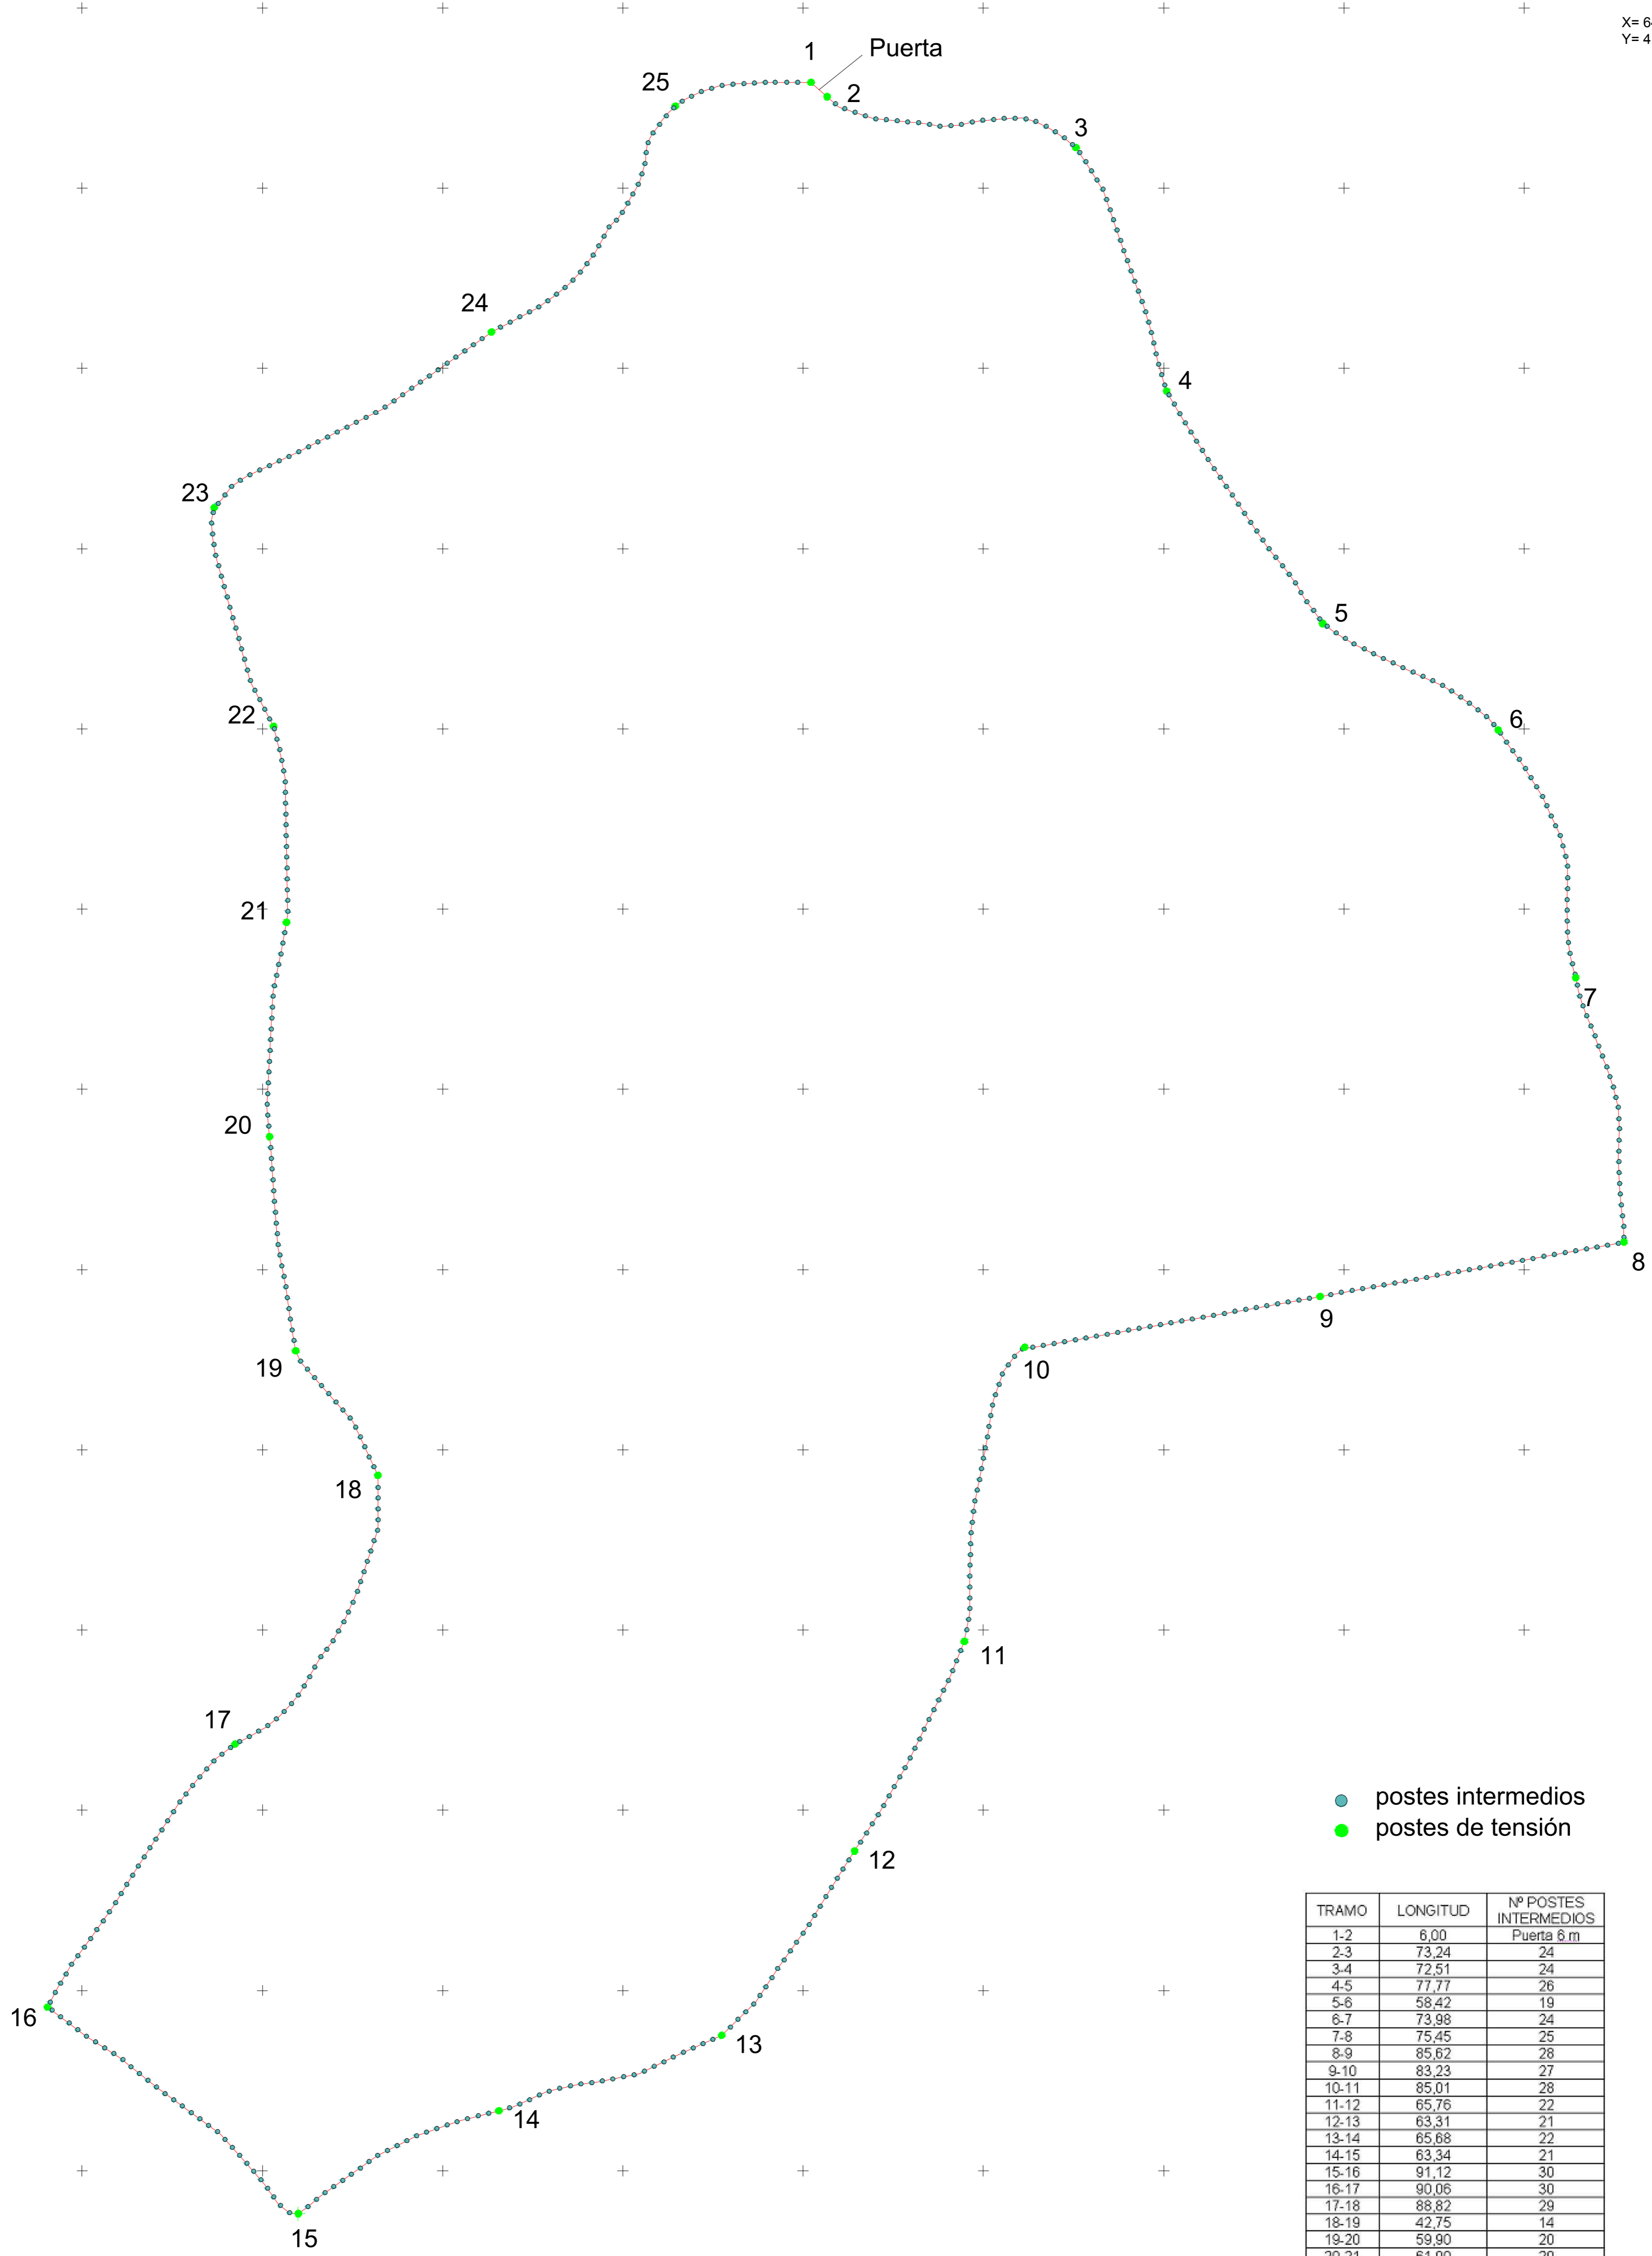 X= 6
Y= 4
1
Puerta
25
2
3
24
4
23
5
22
6
21
7
20
8
9
19
10
18
11
17
12
16
13
14
15
postes intermedios
postes de tensión
TRAMO LONGITUD Nº POSTES INTERMEDIOS
1-2 6,00 Puerta 6 m
2-3 73,24 24
3-4 72,51 24
4-5 77,77 26
5-6 58,42 19
6-7 73,98 24
7-8 75,45 25
8-9 85,62 28
9-10 83,23 27
10-11 85,01 28
11-12 65,76 22
12-13 63,31 21
13-14 65,68 22
14-15 63,34 21
15-16 91,12 30
16-17 90,06 30
17-18 88,82 29
18-19 42,75 14
19-20 59,90 20